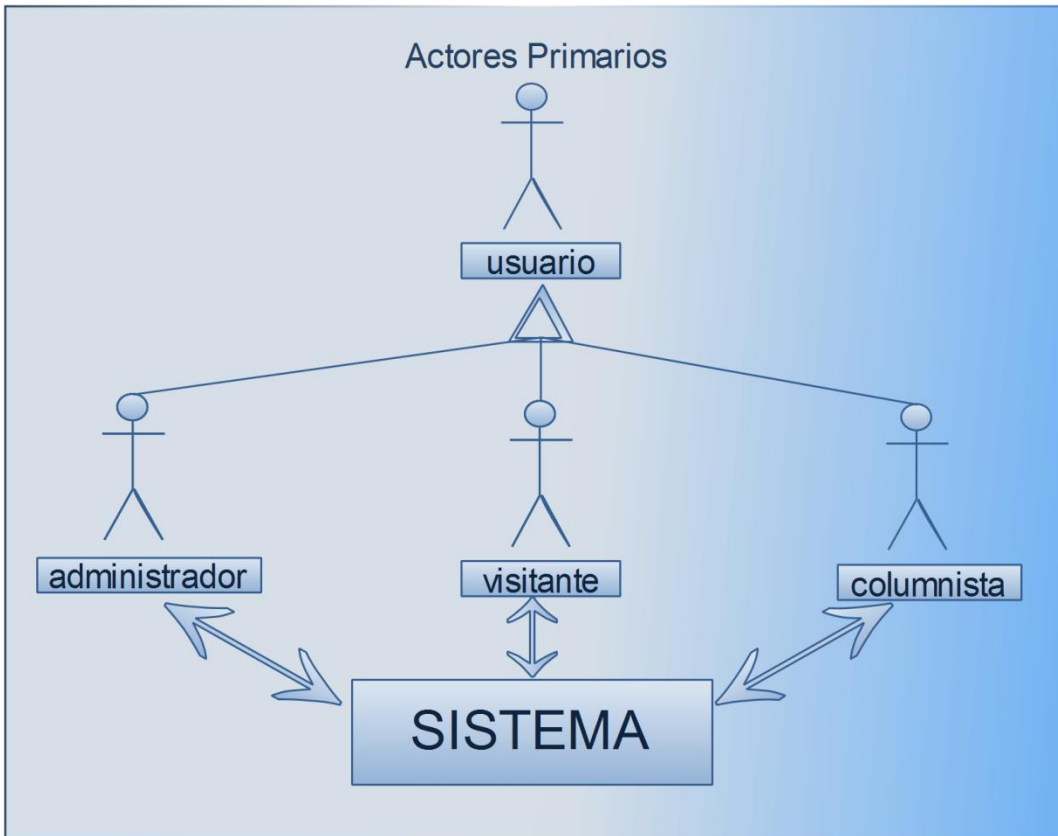 Actores Primarios
usuario
administrador
visitante
columnista
SISTEMA